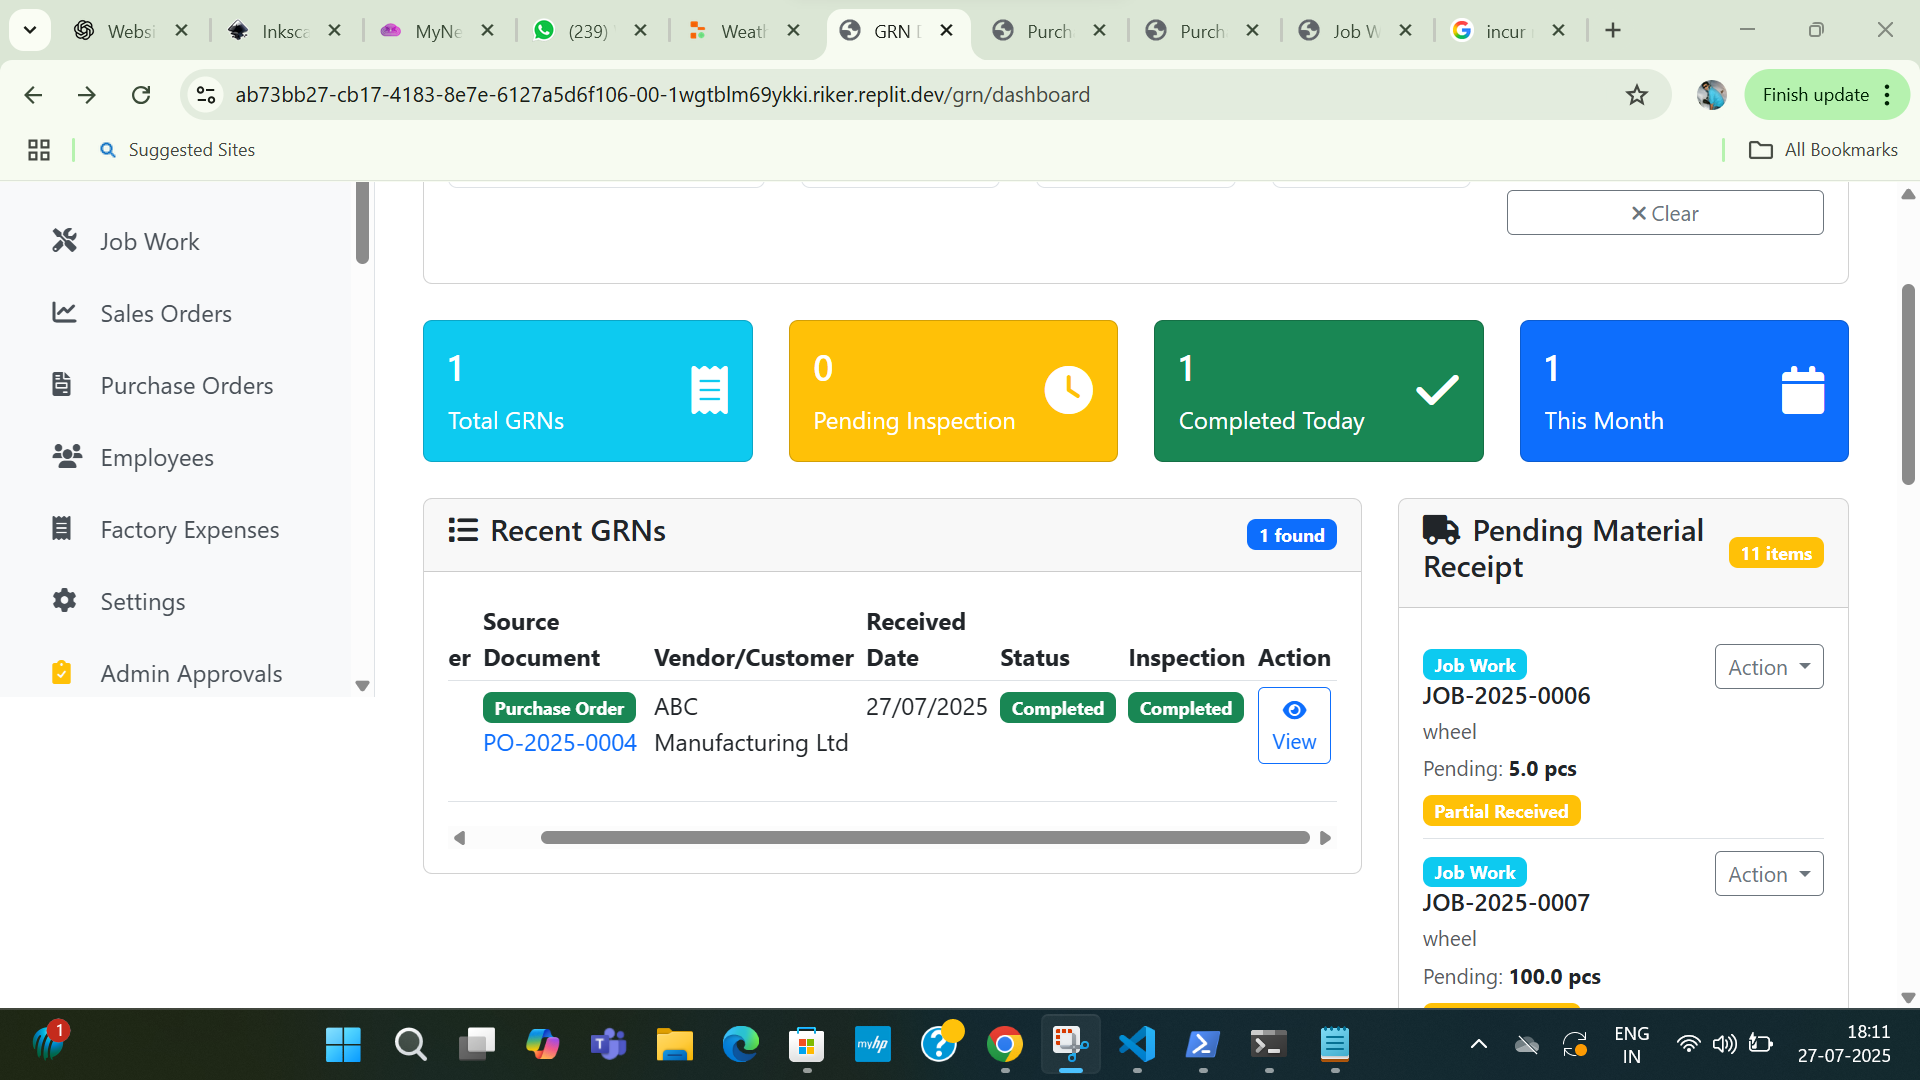 Websi
Inksca
MyNe
(239)
Weath
GRN D
Purch
Purch
Job W
incur
ab73bb27-cb17-4183-8e7e-6127a5d6f106-00-1wgtblm69ykki.riker.replit.dev/grn/dashboard
Finish update
Suggested Sites
All Bookmarks
Job Work
Sales Orders
Purchase Orders
Employees
Factory Expenses
Settings
Admin Approvals
Clear
1
Total GRNs
0
Pending Inspection
1
Completed Today
1
This Month
Recent GRNs
1 found
er
Source Document
Vendor/Customer
Received Date
Status
Inspection
Action
Purchase Order
PO-2025-0004
ABC
Manufacturing Ltd
27/07/2025
Completed
Completed
View
Pending Material
Receipt
11 items
Job Work
JOB-2025-0006
wheel
Pending: 5.0 pcs
Partial Received
Action
Job Work
JOB-2025-0007
wheel
Pending: 100.0 pcs
Action
1
myhp
ENG
IN
18:11
27-07-2025